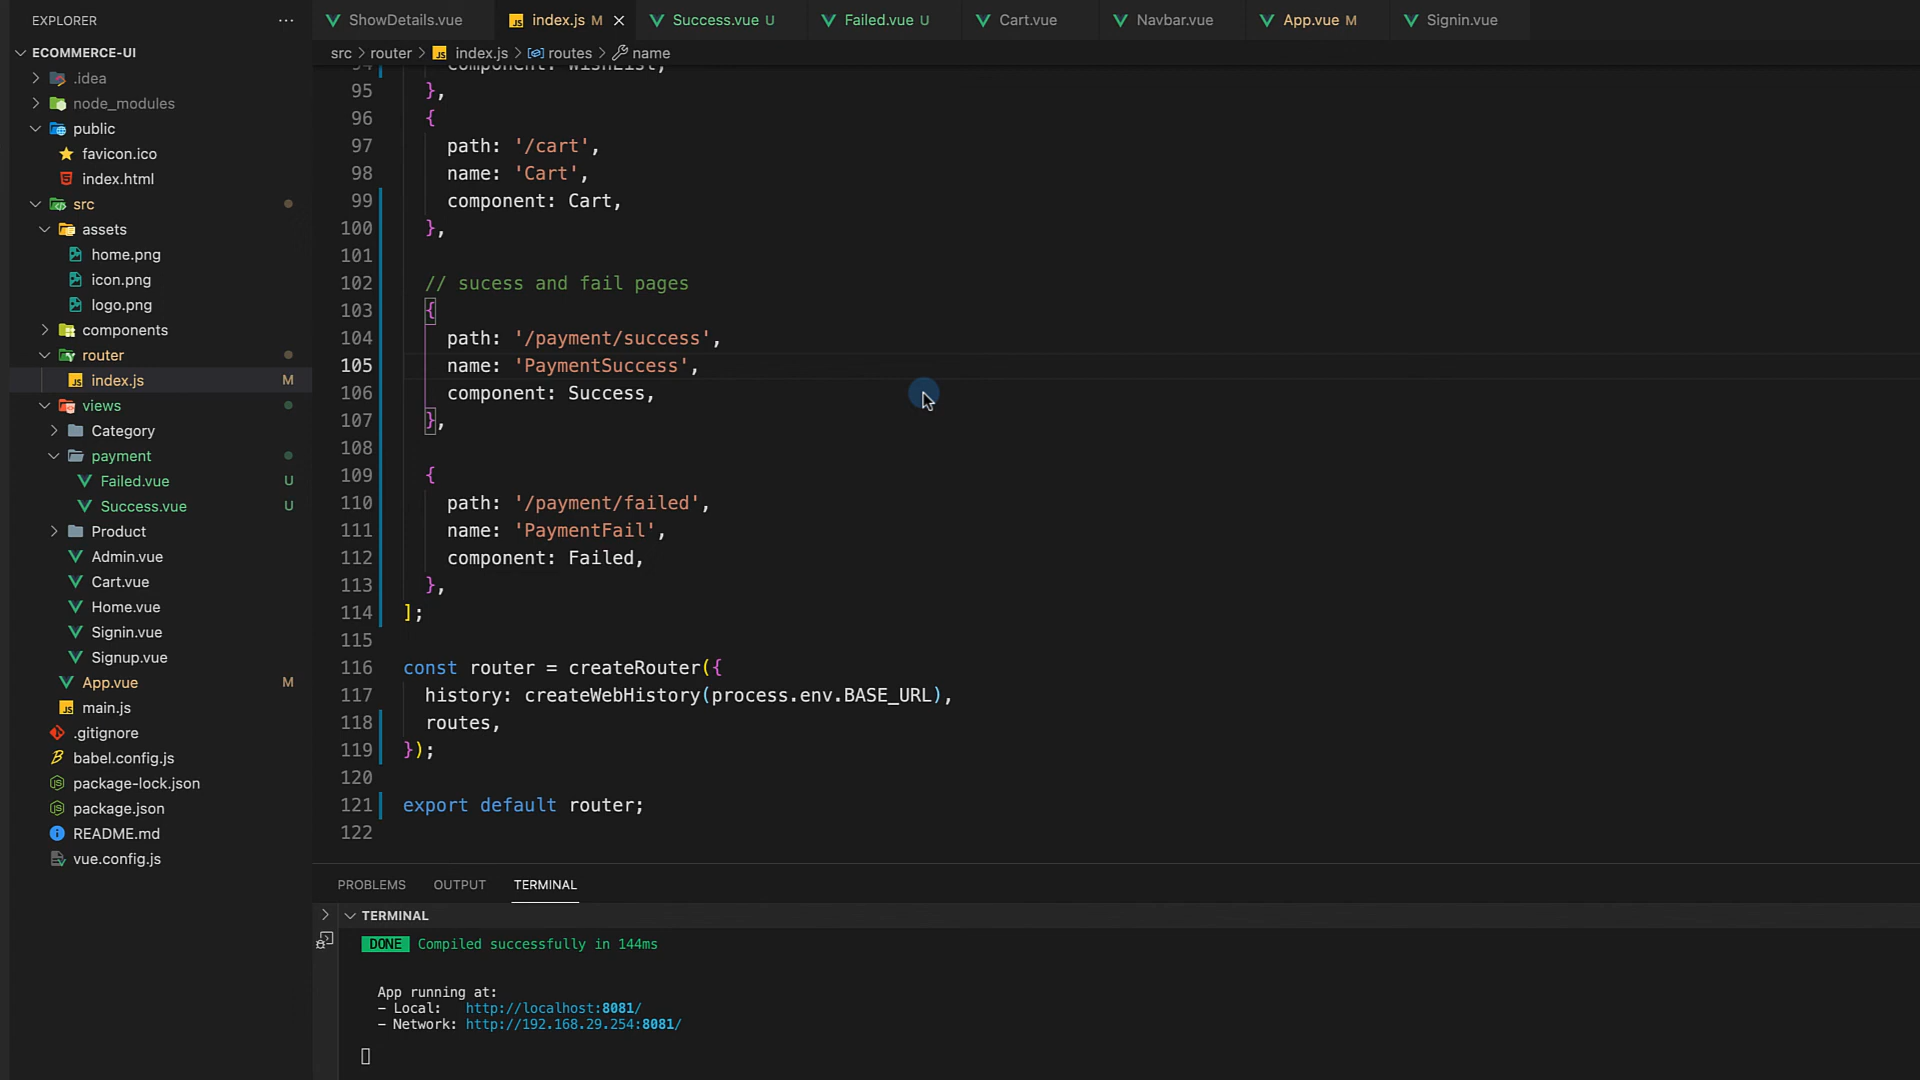 EXPLORER
ECOMMERCE-UI
.idea
node_modules
public
favicon.ico
index.html
src
assets
home.png
icon.png
logo.png
components
router
index.js M
views
Category
payment
Failed.vue U
Success.vue U
Product
Admin.vue
Cart.vue
Home.vue
Signin.vue
Signup.vue
App.vue M
main.js
.gitignore
babel.config.js
package-lock.json
package.json
README.md
vue.config.js
ShowDetails.vue index.js M Success.vue U Failed.vue U Cart.vue Navbar.vue App.vue M Signin.vue
src > router > index.js > routes > name
94 component: WishList,
95 },
96 {
97 path: '/cart',
98 name: 'Cart',
99 component: Cart,
100 },
101
102 // sucess and fail pages
103 {
104 path: '/payment/success',
105 name: 'PaymentSuccess',
106 component: Success,
107 },
108
109 {
110 path: '/payment/failed',
111 name: 'PaymentFail',
112 component: Failed,
113 },
114 ];
115
116 const router = createRouter({
117 history: createWebHistory(process.env.BASE_URL),
118 routes,
119 });
120
121 export default router;
122
PROBLEMS OUTPUT TERMINAL
TERMINAL
DONE Compiled successfully in 144ms
App running at:
- Local: http://localhost:8081/
- Network: http://192.168.29.254:8081/